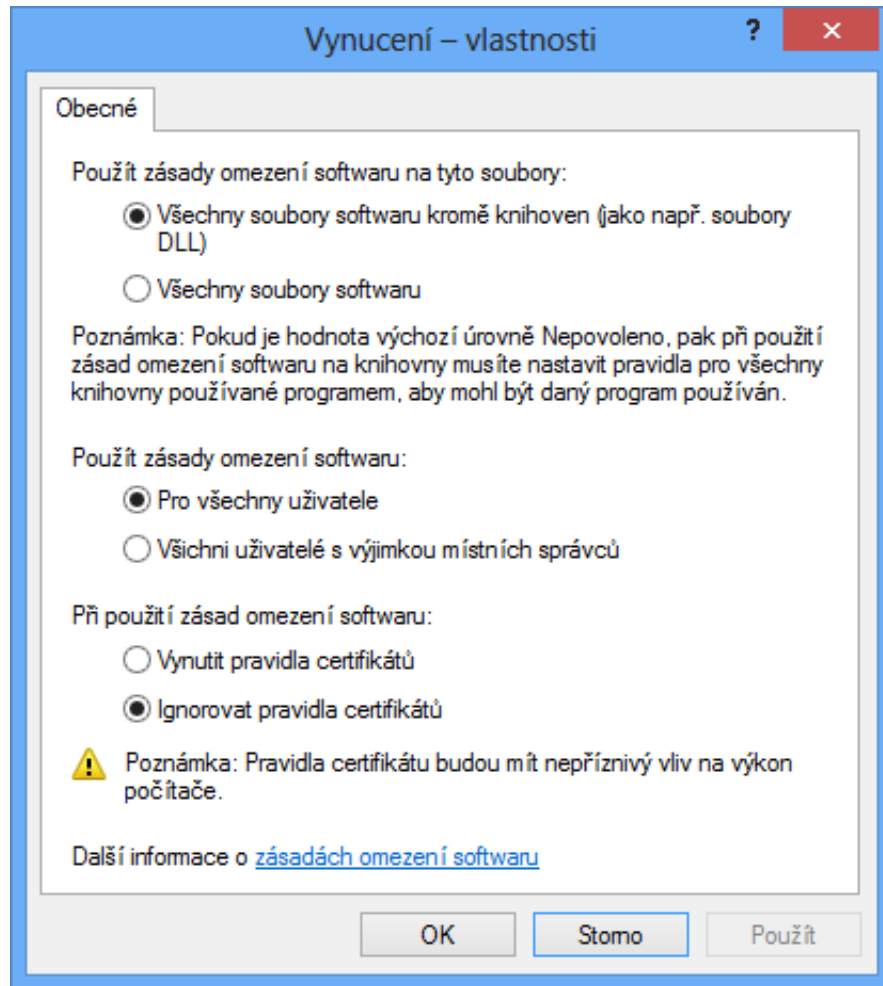 Vynucení – vlastnosti
?
Obecné
Použít zásady omezení softwaru na tyto soubory:
Všechny soubory softwaru kromě knihoven (jako např. soubory
DLL)
Všechny soubory softwaru
Poznámka: Pokud je hodnota výchozí úrovně Nepovoleno, pak při použití
zásad omezení softwaru na knihovny musíte nastavit pravidla pro všechny
knihovny používané programem, aby mohl být daný program používán.
Použít zásady omezení softwaru:
Pro všechny uživatele
Všichni uživatelé s výjimkou místních správců
Při použití zásad omezení softwaru:
Vynutit pravidla certifikátů
Ignorovat pravidla certifikátů
Poznámka: Pravidla certifikátu budou mít nepříznivý vliv na výkon
počítače.
Další informace o zásadách omezení softwaru
OK Storno Použít